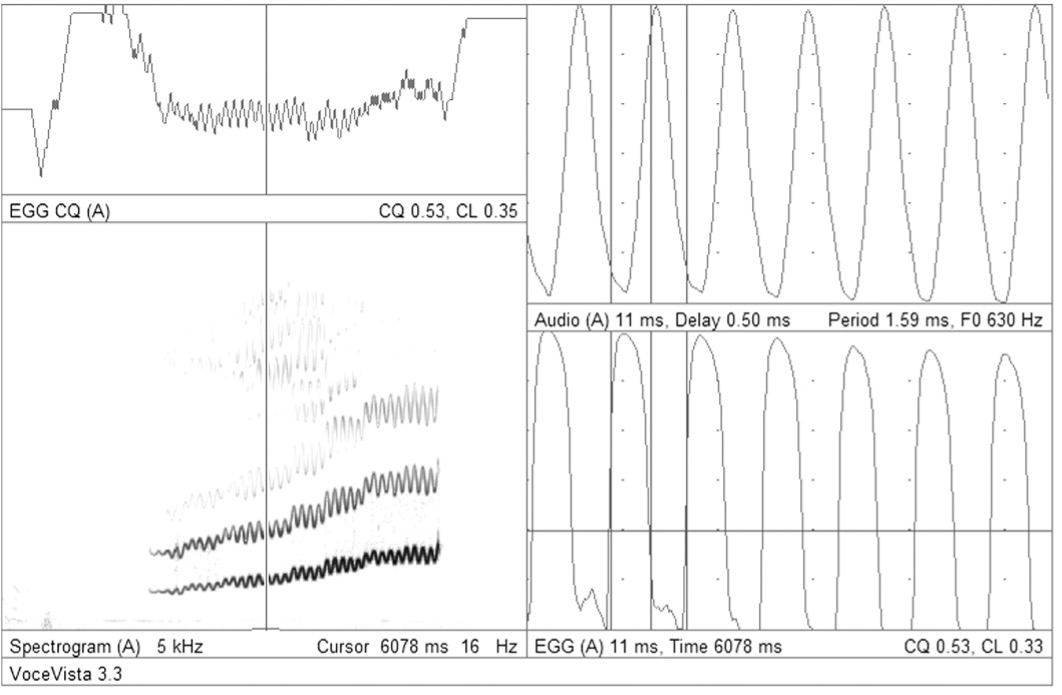 EGG CQ (A) CQ 0.53, CL 0.35
Audio (A) 11 ms, Delay 0.50 ms Period 1.59 ms, F0 630 Hz
Spectrogram (A) 5 kHz Cursor 6078 ms 16 Hz
EGG (A) 11 ms, Time 6078 ms CQ 0.53, CL 0.33
VoceVista 3.3